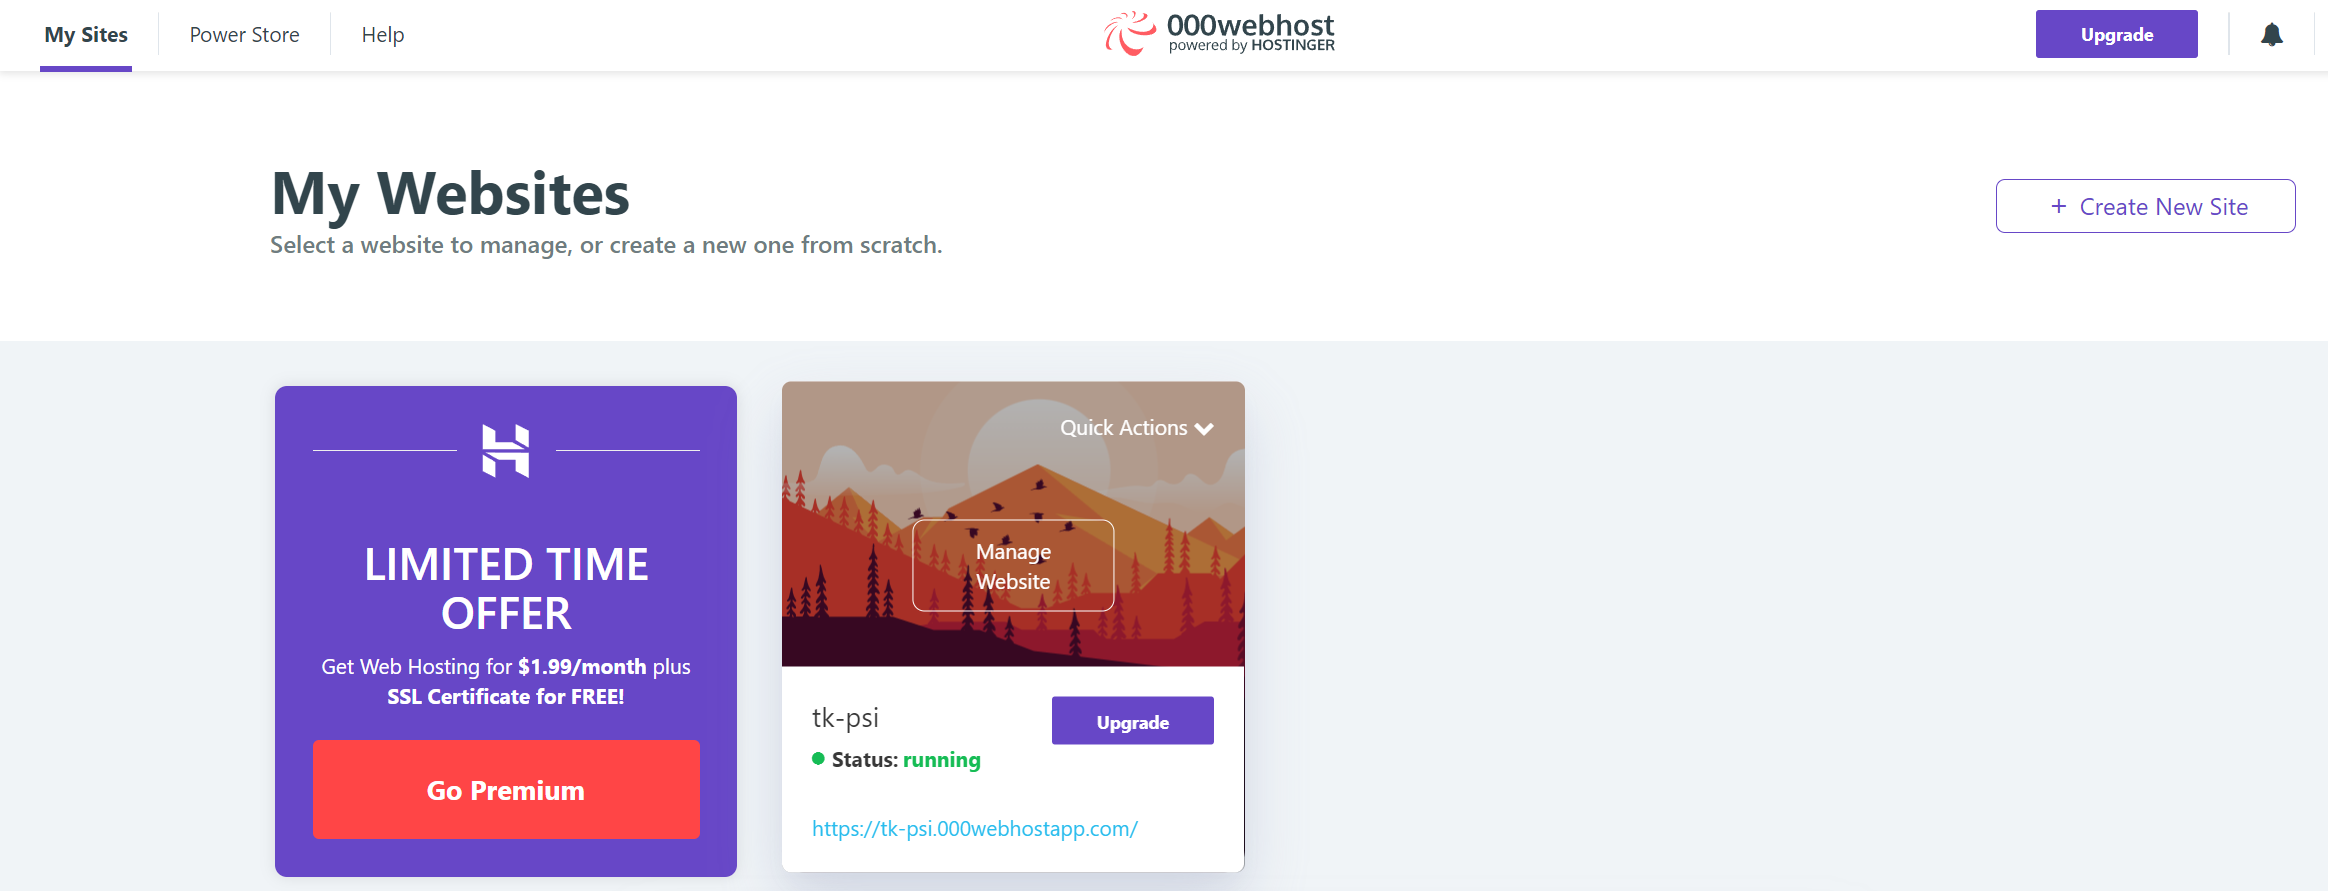 My Sites
Power Store
Help
000webhost
powered by HOSTINGER
Upgrade
My Websites
Select a website to manage, or create a new one from scratch.
+ Create New Site
LIMITED TIME
OFFER
Get Web Hosting for $1.99/month plus
SSL Certificate for FREE!
Go Premium
Quick Actions
Manage
Website
tk-psi
Upgrade
Status: running
https://tk-psi.000webhostapp.com/